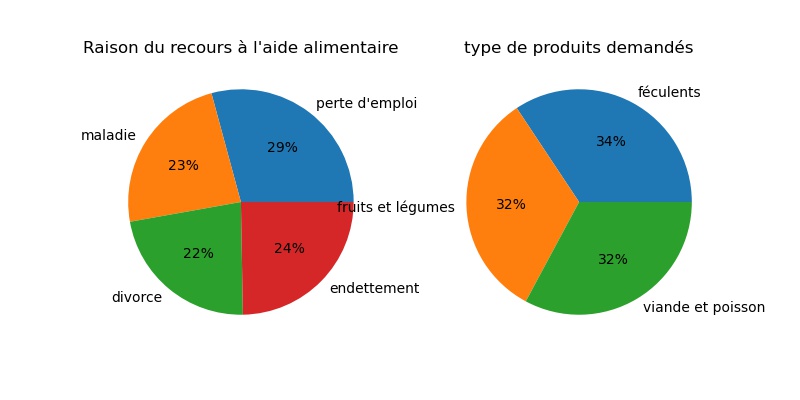 Raison du recours à l'aide alimentaire
perte d'emploi
maladie
29%
23%
22%
24%
divorce
endettement
type de produits demandés
féculents
34%
fruits et légumes
32%
32%
viande et poisson